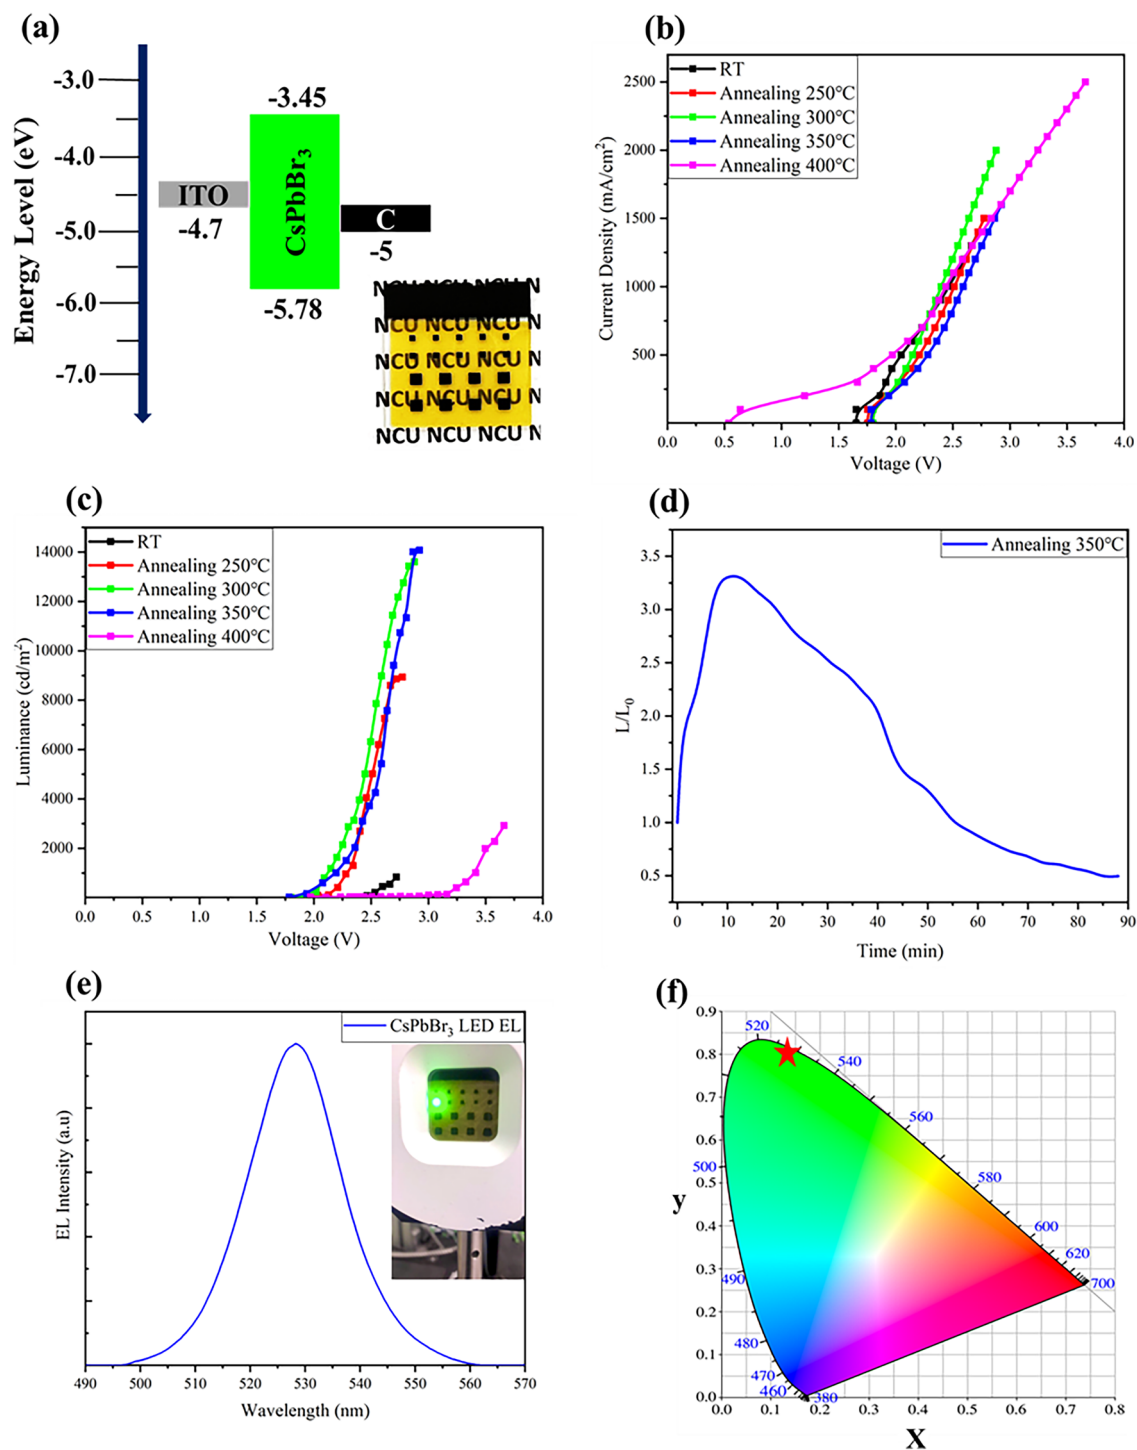 (a)
-3.0
-4.0
-5.0
-6.0
-7.0
Energy Level (eV)
ITO
-4.7
-3.45
CsPbBr3
-5.78
C
-5
NCU NCU NCU N
NCU NCU NCU N
NCU NCU NCU N
NCU NCU NCU N
NCU NCU NCU N
(b)
RT
Annealing 250℃
Annealing 300℃
Annealing 350℃
Annealing 400℃
2500
2000
1500
1000
500
Current Density (mA/cm2)
0.0 0.5 1.0 1.5 2.0 2.5 3.0 3.5 4.0
Voltage (V)
(c)
RT
Annealing 250℃
Annealing 300℃
Annealing 350℃
Annealing 400℃
14000
12000
10000
8000
6000
4000
2000
Luminance (cd/m2)
0.0 0.5 1.0 1.5 2.0 2.5 3.0 3.5 4.0
Voltage (V)
(d)
Annealing 350℃
3.5
3.0
2.5
2.0
1.5
1.0
0.5
L/L0
0 10 20 30 40 50 60 70 80 90
Time (min)
(e)
CsPbBr3 LED EL
EL Intensity (a.u)
490 500 510 520 530 540 550 560 570
Wavelength (nm)
(f)
0.9
0.8
0.7
0.6
0.5
0.4
0.3
0.2
0.1
0.0
y
520
540
560
500
580
600
620
490
700
480
470
460
380
0.0 0.1 0.2 0.3 0.4 0.5 0.6 0.7 0.8
X